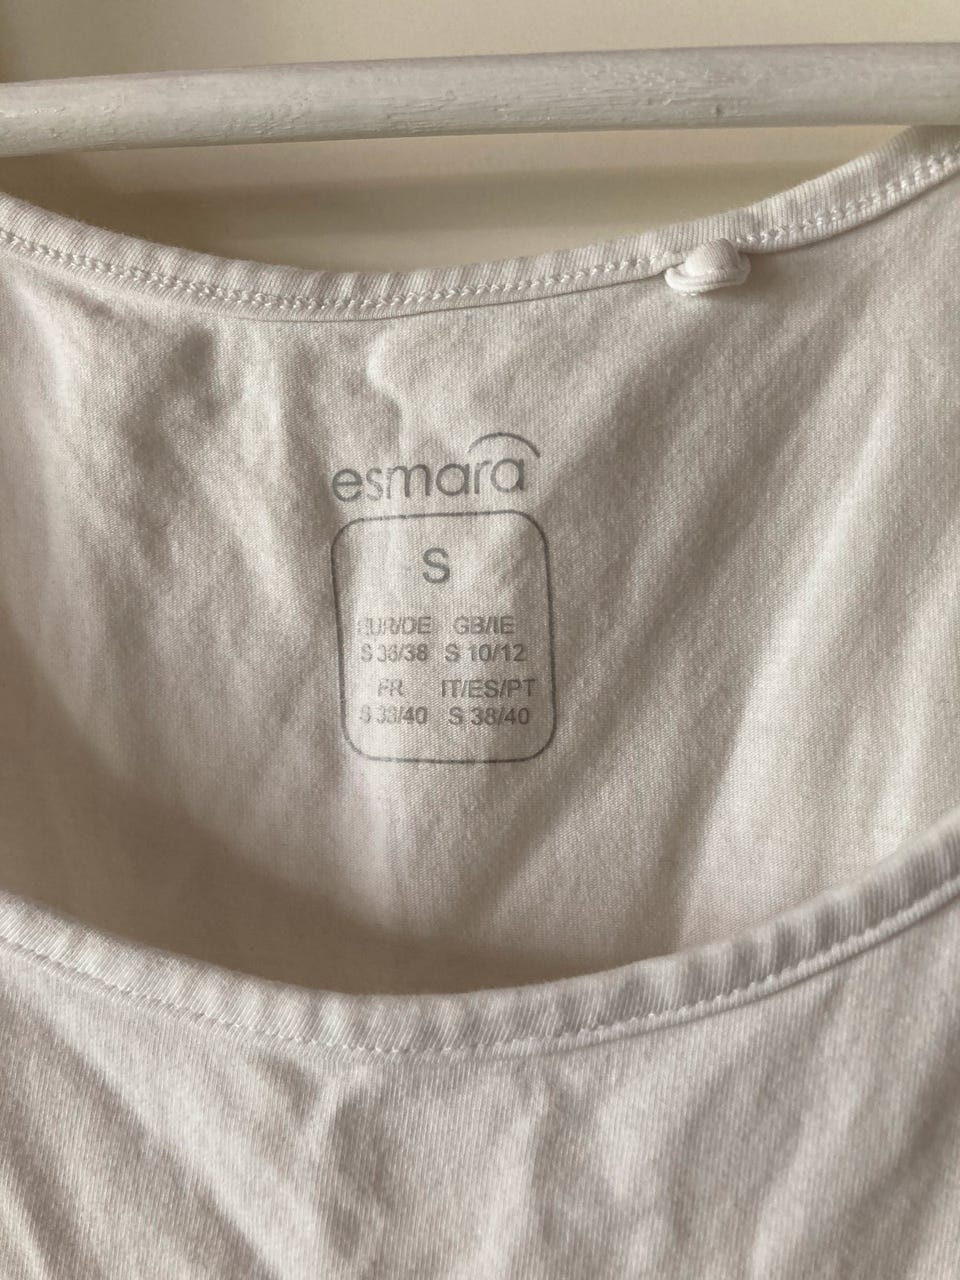 esmara
S
EUR/DE GB/IE
S 36/38 S 10/12
FR IT/ES/PT
S 38/40 S 38/40